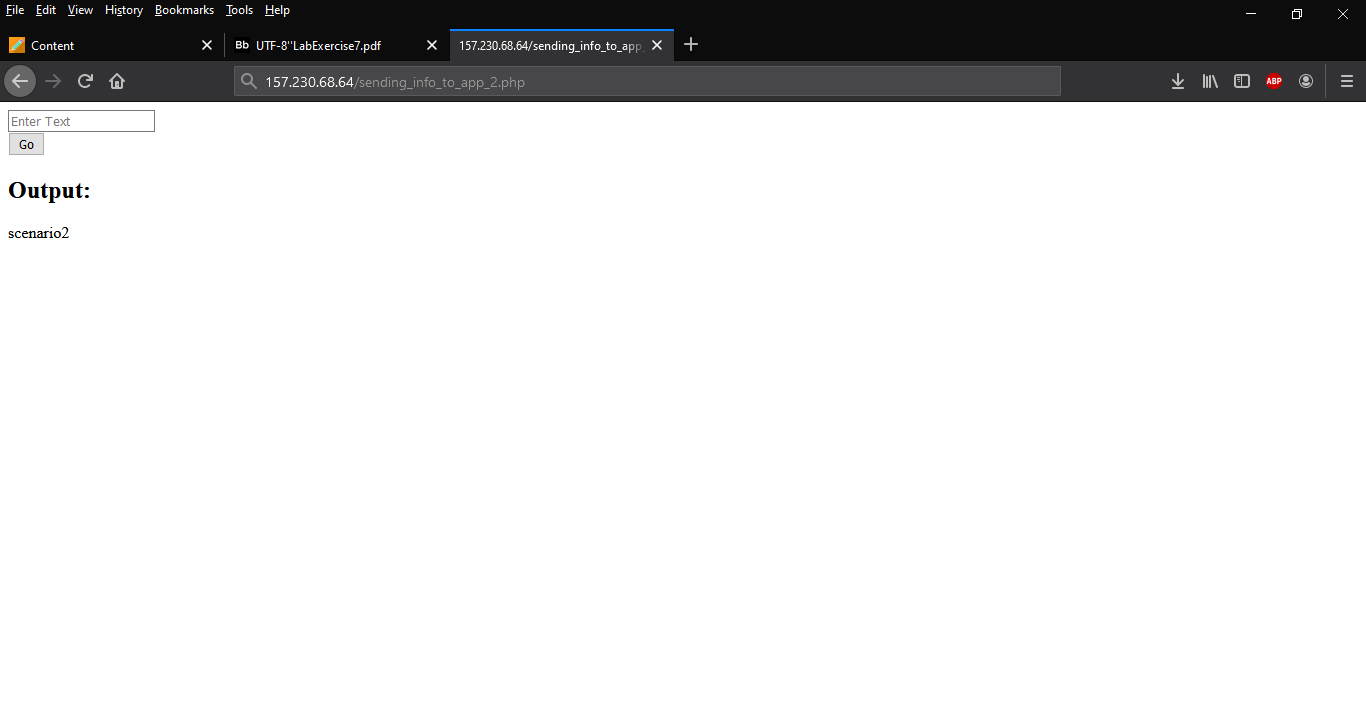 File Edit View History Bookmarks Tools Help
Content
Bb UTF-8''LabExercise7.pdf
157.230.68.64/sending_info_to_app_
157.230.68.64/sending_info_to_app_2.php
ABP
Enter Text
Go
Output:
scenario2